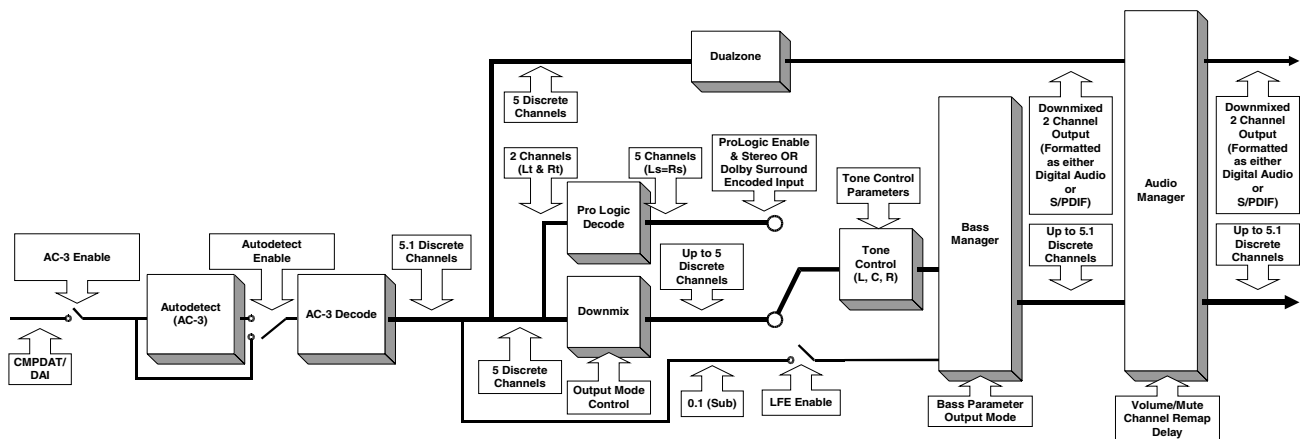 Dualzone
5 Discrete
Channels
Downmixed
2 Channel
Output
(Formatted
as either
Digital Audio
or
S/PDIF)
Audio
Manager
Downmixed
2 Channel
Output
(Formatted
as either
Digital Audio
or
S/PDIF)
2 Channels
(Lt & Rt)
5 Channels
(Ls=Rs)
ProLogic Enable
& Stereo OR
Dolby Surround
Encoded Input
Tone Control
Parameters
Pro Logic
Decode
Bass
Manager
AC-3 Enable
Autodetect
Enable
5.1 Discrete
Channels
Up to 5
Discrete
Channels
Tone
Control
(L, C, R)
Up to 5.1
Discrete
Channels
Up to 5.1
Discrete
Channels
Autodetect
(AC-3)
AC-3 Decode
Downmix
CMPDAT/
DAI
5 Discrete
Channels
Output Mode
Control
0.1 (Sub)
LFE Enable
Bass Parameter
Output Mode
Volume/Mute
Channel Remap
Delay